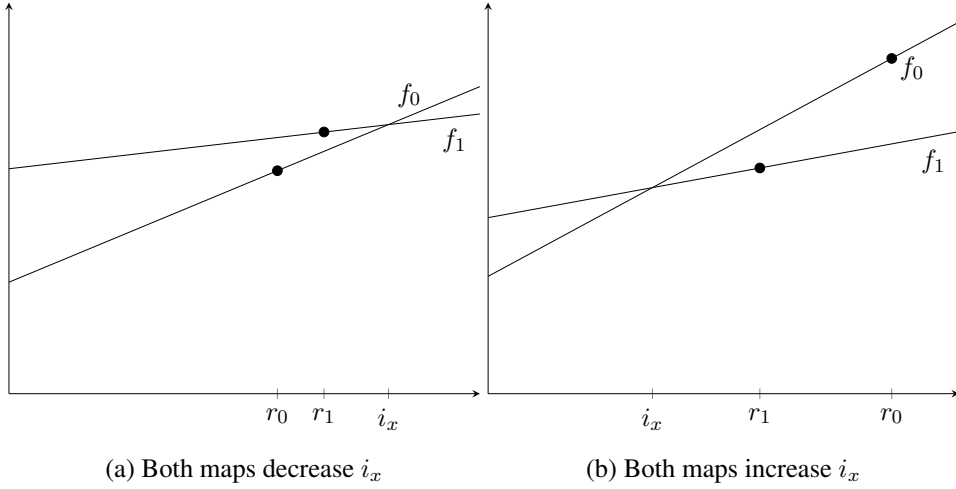 f₀
f₁
r₀ r₁ iₓ
(a) Both maps decrease iₓ
f₀
f₁
iₓ r₁ r₀
(b) Both maps increase iₓ